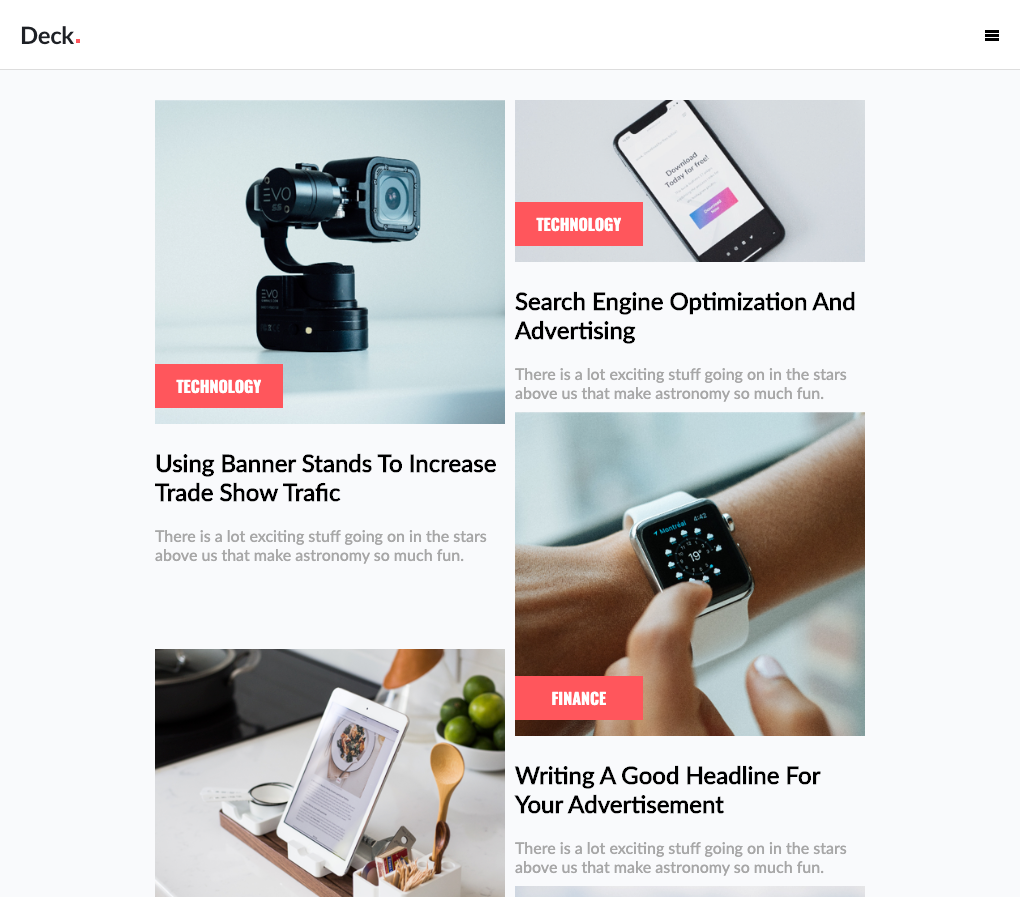 Deck.
EVO
SS
EVO
TECHNOLOGY
Using Banner Stands To Increase
Trade Show Trafic
There is a lot exciting stuff going on in the stars
above us that make astronomy so much fun.
Download
Today for free!
Download
Now
TECHNOLOGY
Search Engine Optimization And
Advertising
There is a lot exciting stuff going on in the stars
above us that make astronomy so much fun.
Montréal
4:42
19°
FINANCE
Writing A Good Headline For
Your Advertisement
There is a lot exciting stuff going on in the stars
above us that make astronomy so much fun.